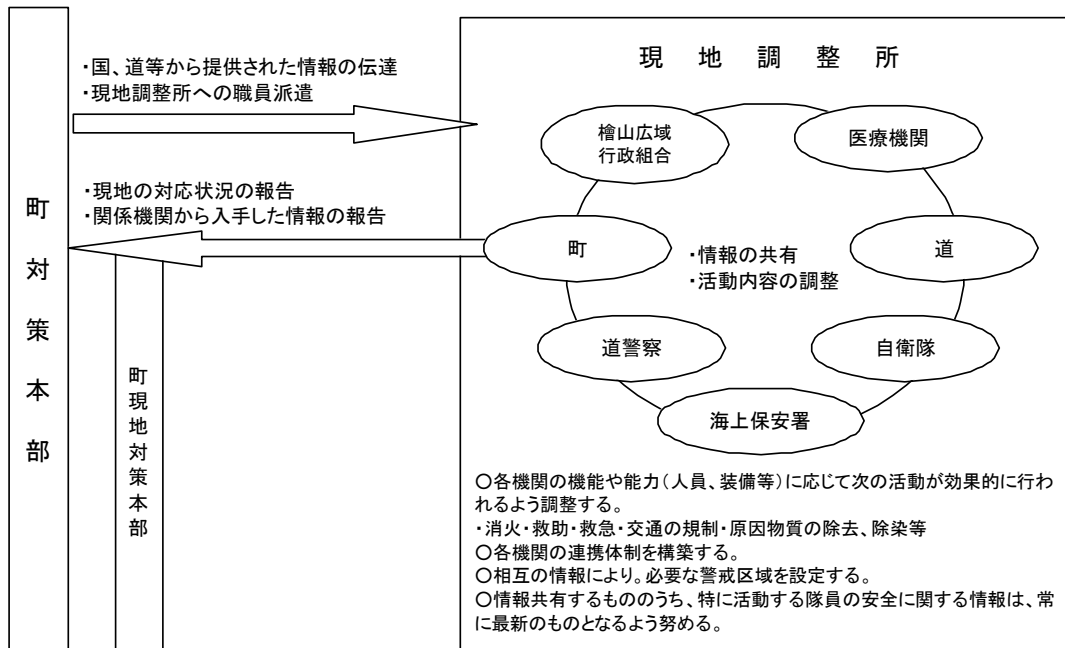 町対策本部
・国、道等から提供された情報の伝達
・現地調整所への職員派遣
・現地の対応状況の報告
・関係機関から入手した情報の報告
町現地対策本部
現地調整所
檜山広域
行政組合
医療機関
町
道
・情報の共有
・活動内容の調整
道警察
自衛隊
海上保安署
○各機関の機能や能力(人員、装備等)に応じて次の活動が効果的に行わ
れるよう調整する。
・消火・救助・救急・交通の規制・原因物質の除去、除染等
○各機関の連携体制を構築する。
○相互の情報により。必要な警戒区域を設定する。
○情報共有するもののうち、特に活動する隊員の安全に関する情報は、常
に最新のものとなるよう努める。